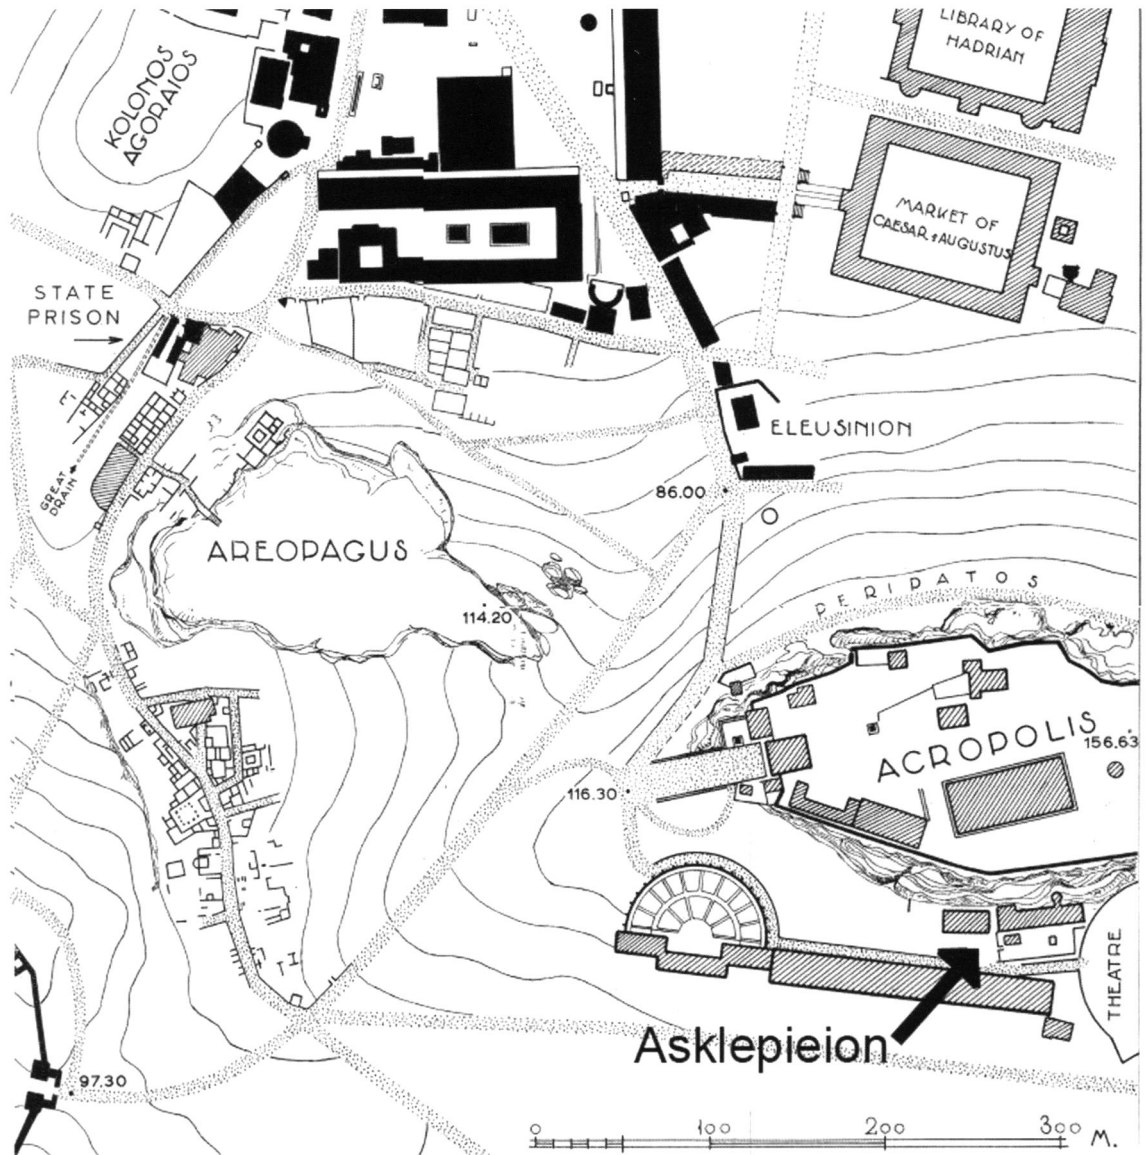 LIBRARY OF
HADRIAN
KOLONOS
AGORAIOS
MARKET OF
CAESAR & AUGUSTUS
STATE
PRISON
ELEUSINION
GREAT
DRAIN
86.00
AREOPAGUS
PERIPATOS
114.20
ACROPOLIS
156.63
116.30
THEATRE
Asklepieion
97.30
0 100 200 300 M.